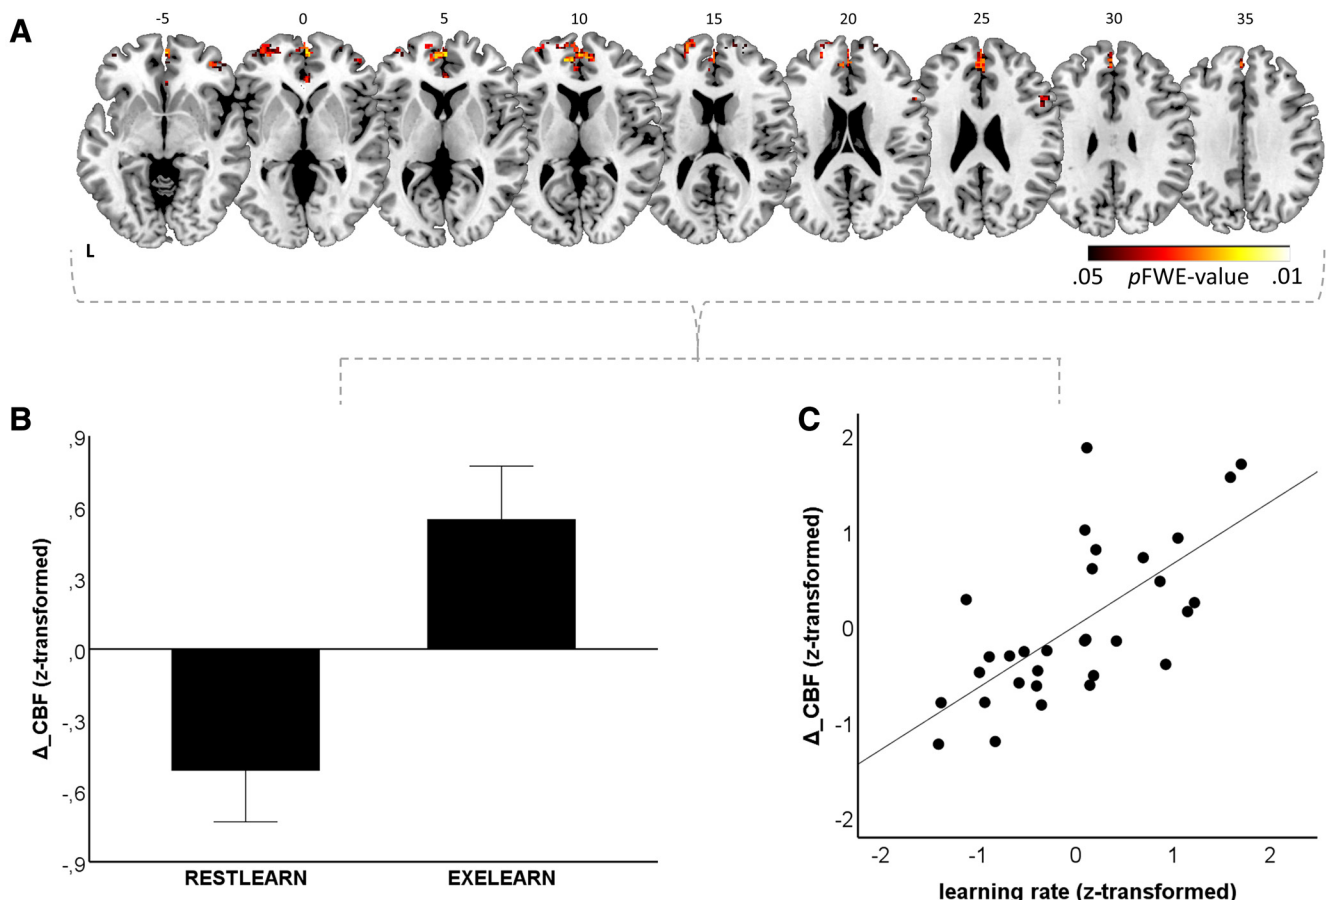 A
-5 0 5 10 15 20 25 30 35
L
.05 pFWE-value .01
B
Δ_CBF (z-transformed)
,9
,6
,3
,0
-,3
-,6
-,9
RESTLEARN EXELEARN
C
Δ_CBF (z-transformed)
2
1
0
-1
-2
-2 -1 0 1 2
learning rate (z-transformed)